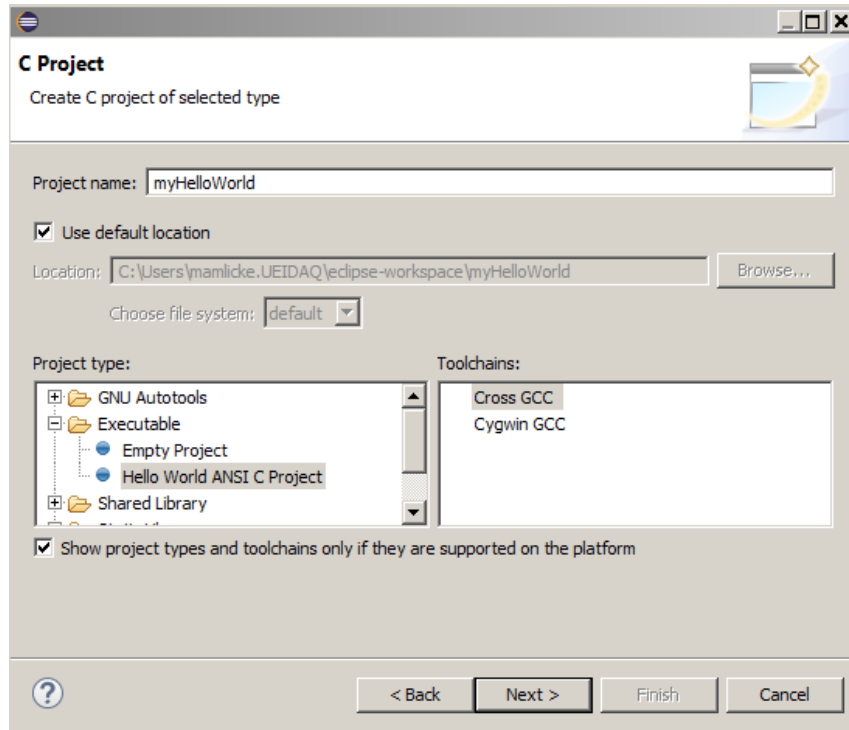 C Project
Create C project of selected type
Project name: myHelloWorld
Use default location
Location: C:\Users\mamlicke.UEIDAQ\eclipse-workspace\myHelloWorld Browse...
Choose file system: default
Project type: Toolchains:
GNU Autotools Cross GCC
Executable Cygwin GCC
Empty Project
Hello World ANSI C Project
Shared Library
Show project types and toolchains only if they are supported on the platform
? < Back Next > Finish Cancel